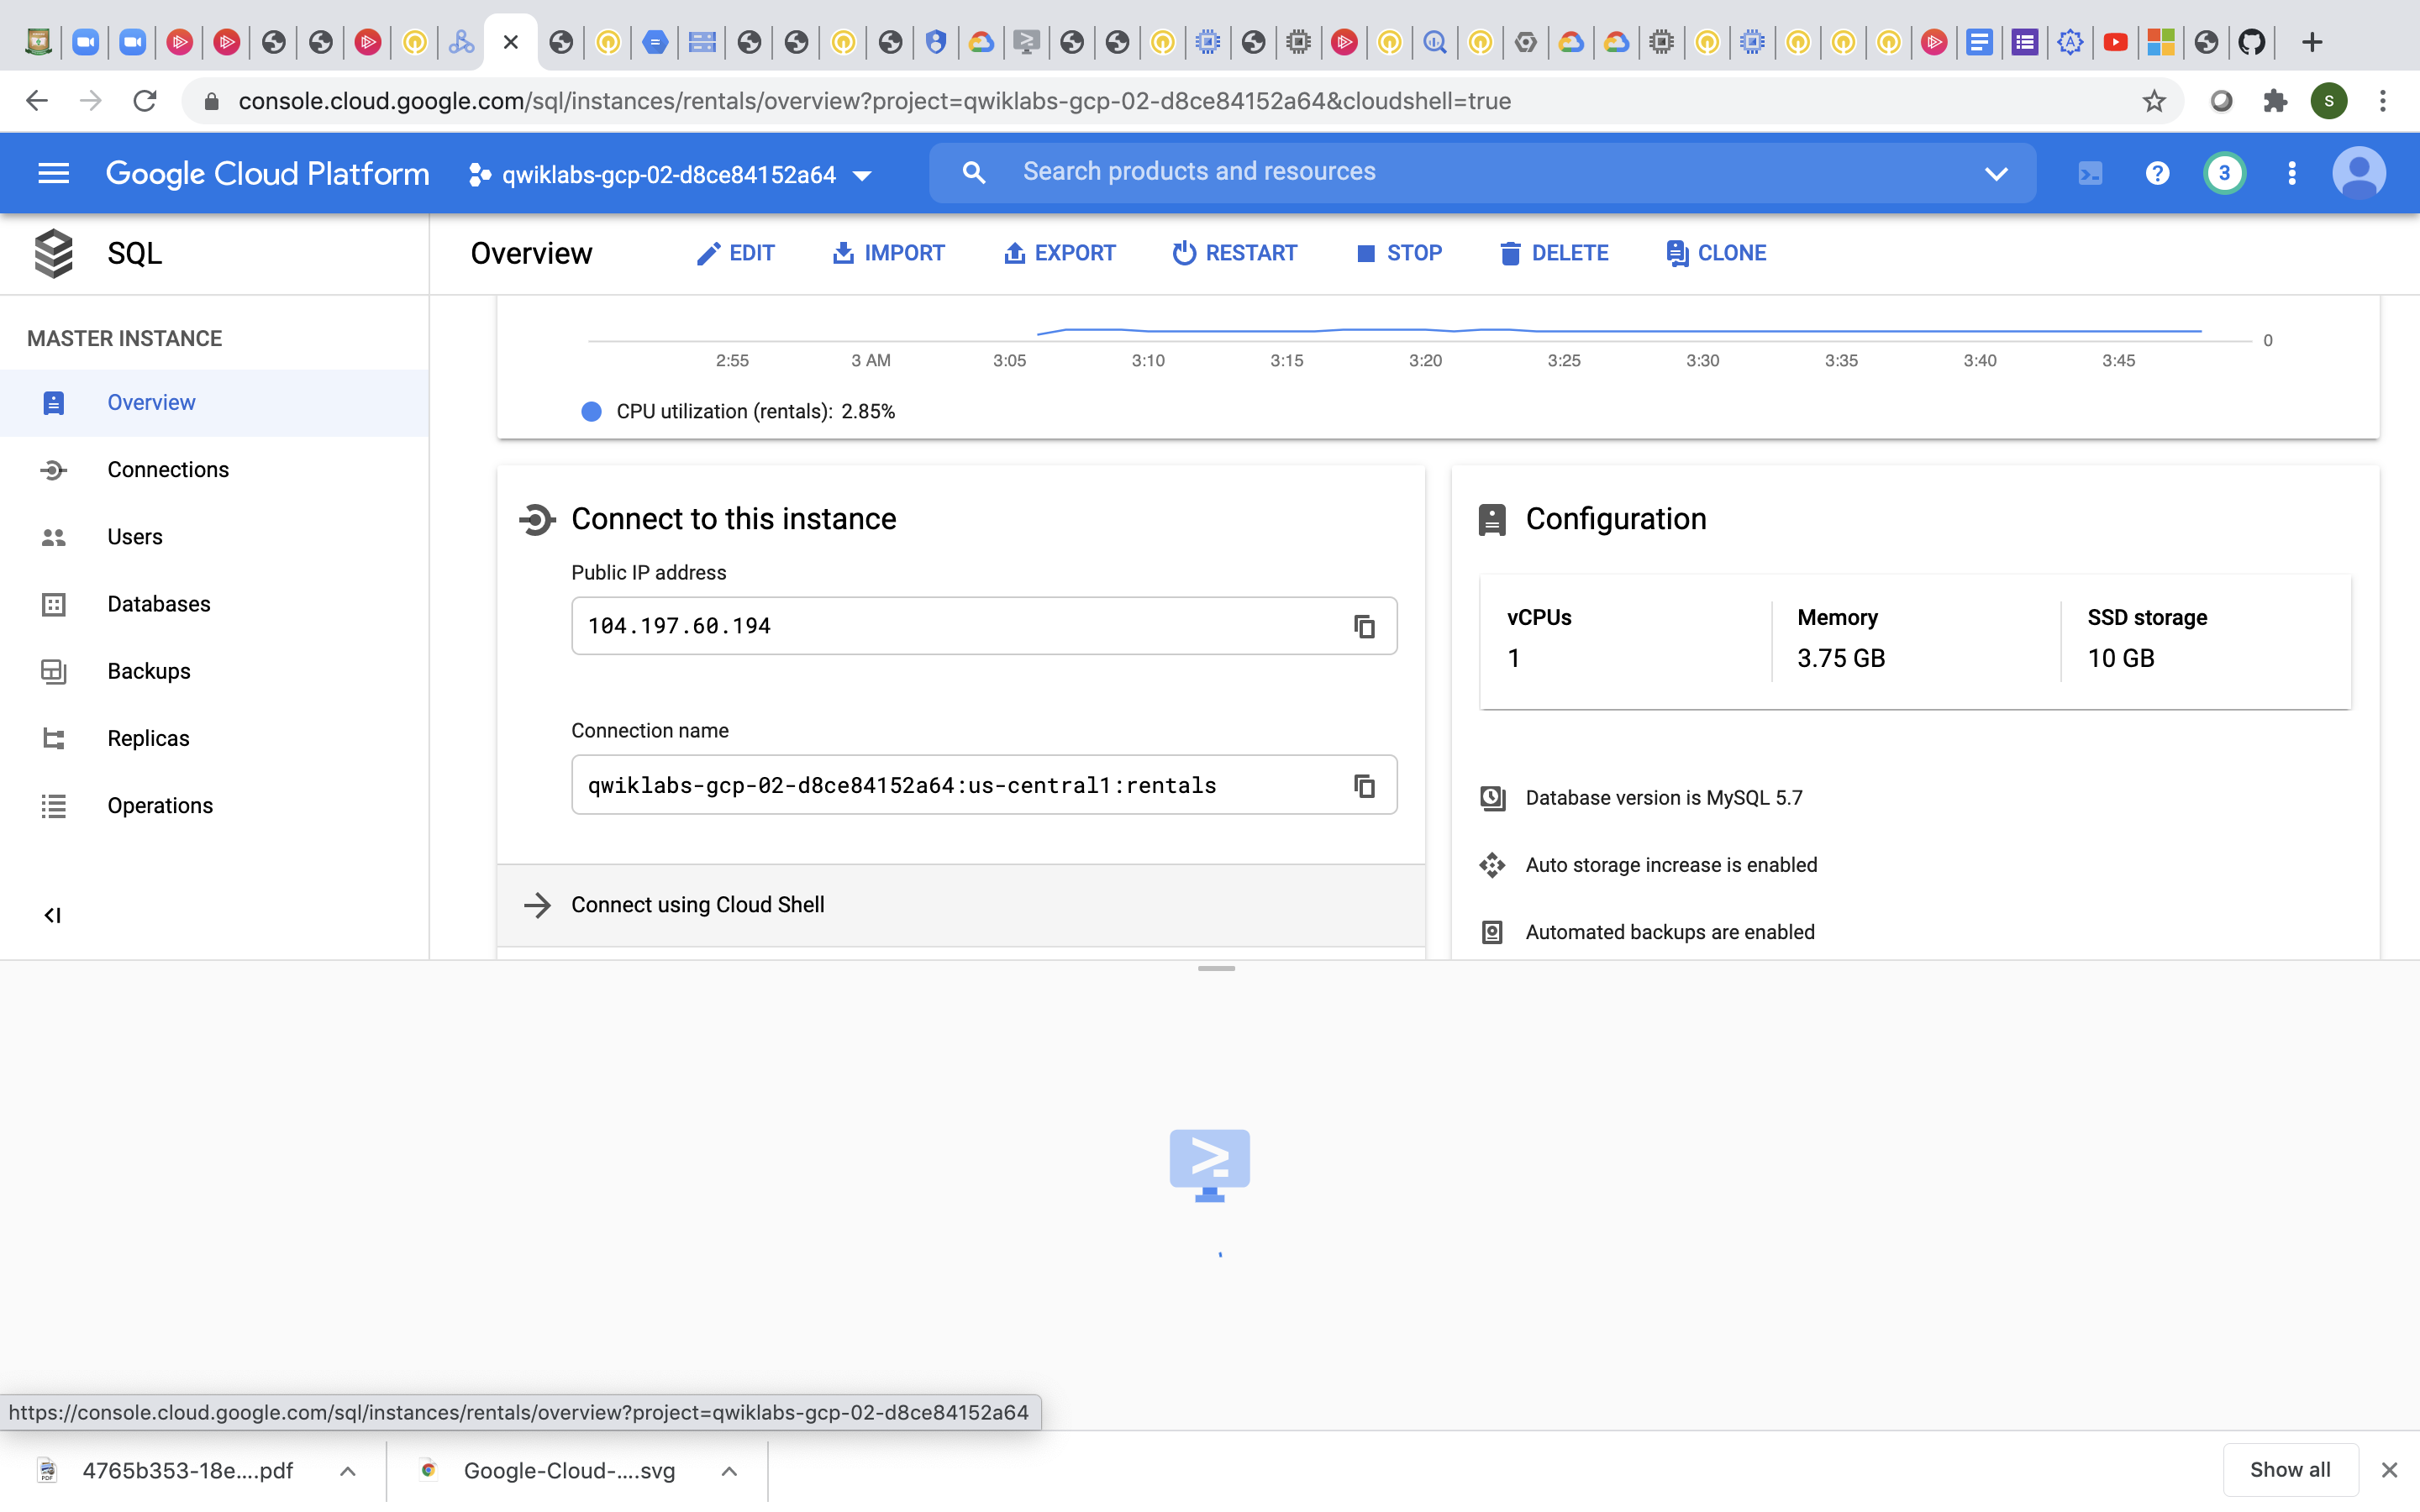 console.cloud.google.com/sql/instances/rentals/overview?project=qwiklabs-gcp-02-d8ce84152a64&cloudshell=true
S
Google Cloud Platform
qwiklabs-gcp-02-d8ce84152a64
Search products and resources
3
SQL
Overview
EDIT
IMPORT
EXPORT
RESTART
STOP
DELETE
CLONE
MASTER INSTANCE
Overview
Connections
Users
Databases
Backups
Replicas
Operations
0
2:55
3 AM
3:05
3:10
3:15
3:20
3:25
3:30
3:35
3:40
3:45
CPU utilization (rentals): 2.85%
Connect to this instance
Public IP address
104.197.60.194
Connection name
qwiklabs-gcp-02-d8ce84152a64:us-central1:rentals
Connect using Cloud Shell
Configuration
vCPUs
1
Memory
3.75 GB
SSD storage
10 GB
Database version is MySQL 5.7
Auto storage increase is enabled
Automated backups are enabled
https://console.cloud.google.com/sql/instances/rentals/overview?project=qwiklabs-gcp-02-d8ce84152a64
4765b353-18e....pdf
Google-Cloud-....svg
Show all